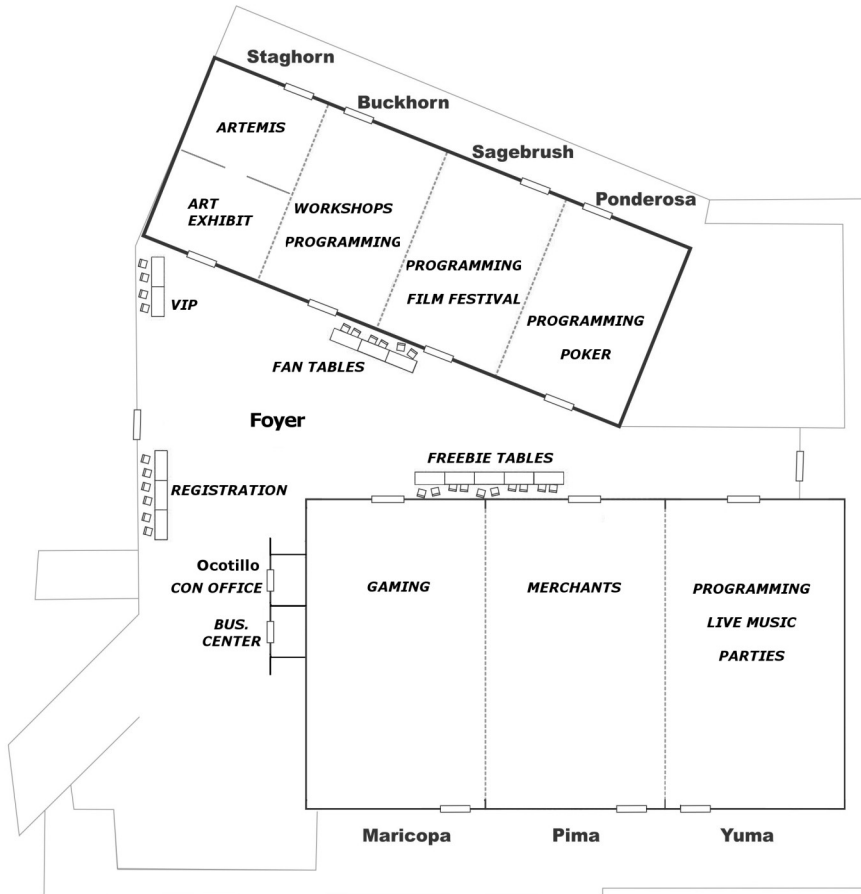 Staghorn
Buckhorn
Sagebrush
Ponderosa
ARTEMIS
ART
EXHIBIT
WORKSHOPS
PROGRAMMING
PROGRAMMING
FILM FESTIVAL
PROGRAMMING
POKER
VIP
FAN TABLES
Foyer
FREEBIE TABLES
REGISTRATION
Ocotillo
CON OFFICE
BUS.
CENTER
GAMING
MERCHANTS
PROGRAMMING
LIVE MUSIC
PARTIES
Maricopa
Pima
Yuma